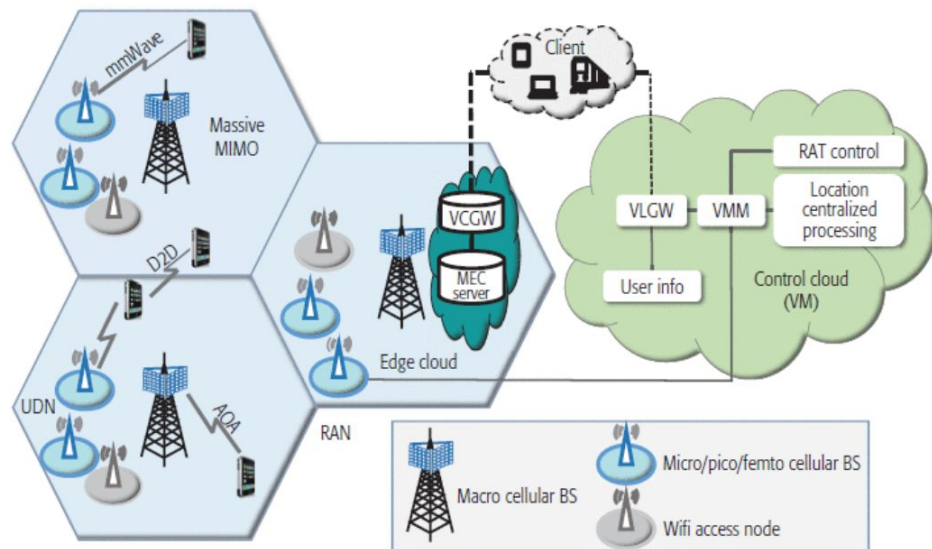 mmWave
Massive
MIMO
D2D
UDN
AOA
RAN
Client
VCGW
MEC
server
Edge cloud
RAT control
VLGW
VMM
Location
centralized
processing
User info
Control cloud
(VM)
Macro cellular BS
Micro/pico/femto cellular BS
Wifi access node